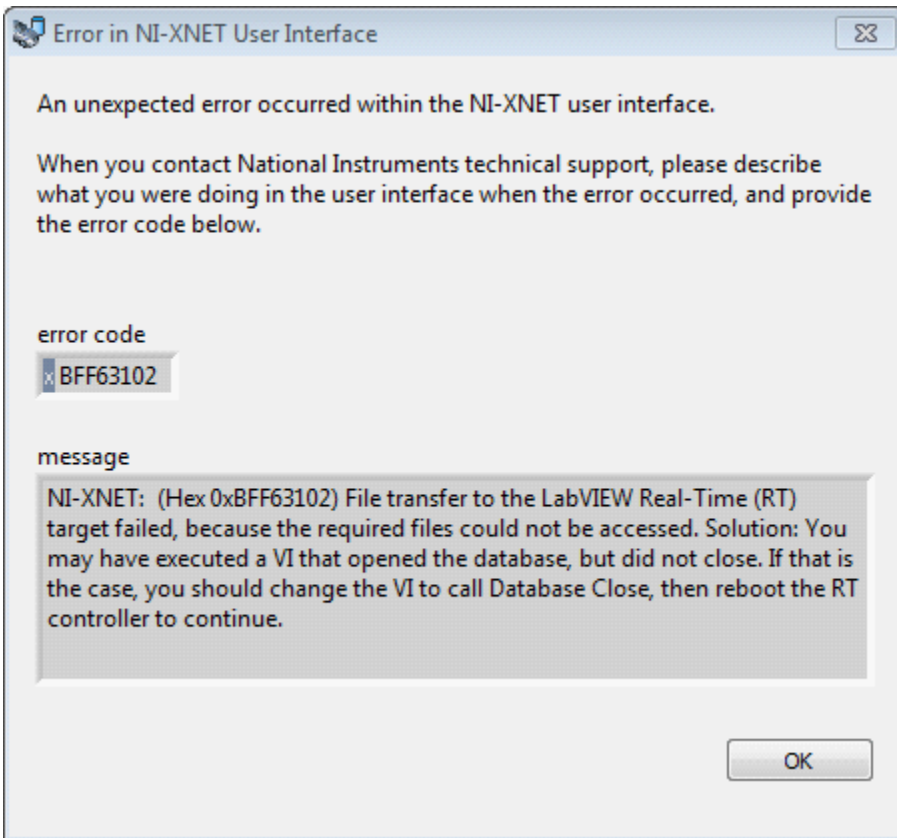 Error in NI-XNET User Interface
An unexpected error occurred within the NI-XNET user interface.
When you contact National Instruments technical support, please describe
what you were doing in the user interface when the error occurred, and provide
the error code below.
error code
x BFF63102
message
NI-XNET:  (Hex 0xBFF63102) File transfer to the LabVIEW Real-Time (RT)
target failed, because the required files could not be accessed. Solution: You
may have executed a VI that opened the database, but did not close. If that is
the case, you should change the VI to call Database Close, then reboot the RT
controller to continue.
OK